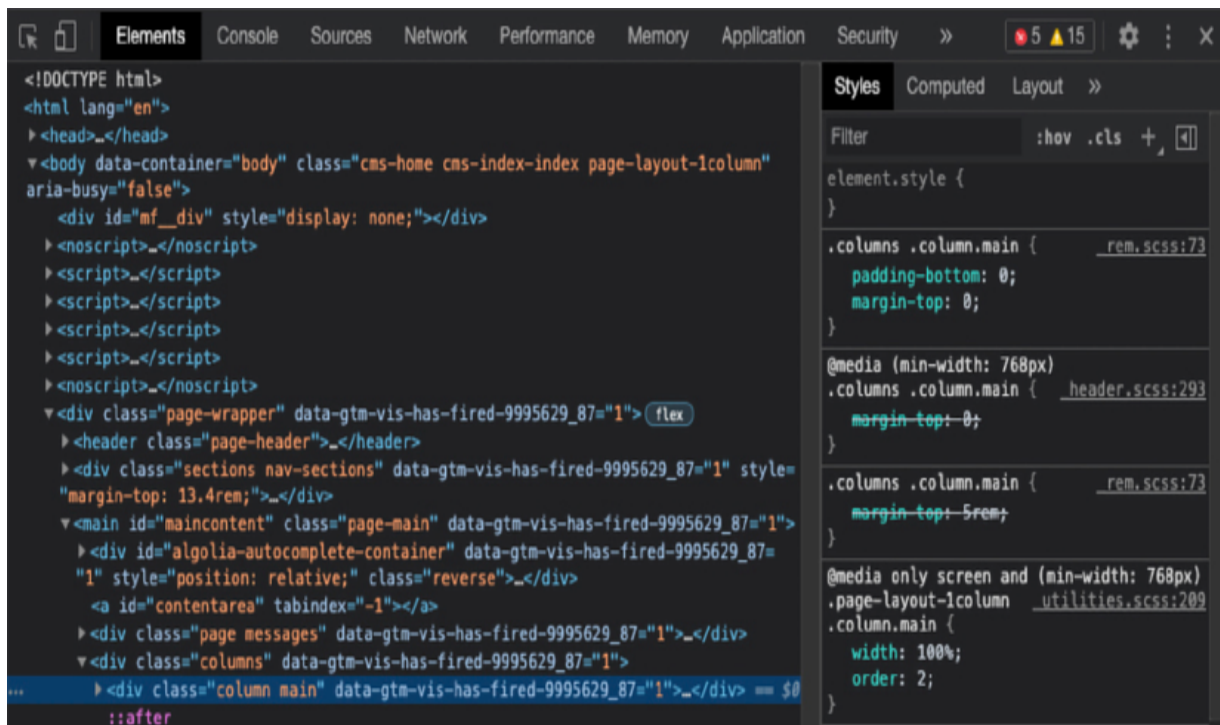 Elements Console Sources Network Performance Memory Application Security » 5 15
<!DOCTYPE html>
<html lang="en">
<head>…</head>
<body data-container="body" class="cms-home cms-index-index page-layout-1column"
aria-busy="false">
<div id="mf__div" style="display: none;"></div>
<noscript>…</noscript>
<script>…</script>
<script>…</script>
<script>…</script>
<script>…</script>
<noscript>…</noscript>
<div class="page-wrapper" data-gtm-vis-has-fired-9995629_87="1"> flex
<header class="page-header">…</header>
<div class="sections nav-sections" data-gtm-vis-has-fired-9995629_87="1" style=
"margin-top: 13.4rem;">…</div>
<main id="maincontent" class="page-main" data-gtm-vis-has-fired-9995629_87="1">
<div id="algolia-autocomplete-container" data-gtm-vis-has-fired-9995629_87=
"1" style="position: relative;" class="reverse">…</div>
<a id="contentarea" tabindex="-1"></a>
<div class="page messages" data-gtm-vis-has-fired-9995629_87="1">…</div>
<div class="columns" data-gtm-vis-has-fired-9995629_87="1">
… <div class="column main" data-gtm-vis-has-fired-9995629_87="1">…</div> == $0
::after
Styles Computed Layout »
Filter :hov .cls +
element.style {
}
.columns .column.main { _rem.scss:73
padding-bottom: 0;
margin-top: 0;
}
@media (min-width: 768px)
.columns .column.main { _header.scss:293
margin-top: 0;
}
.columns .column.main { _rem.scss:73
margin-top: 5rem;
}
@media only screen and (min-width: 768px)
.page-layout-1column _utilities.scss:209
.column.main {
width: 100%;
order: 2;
}